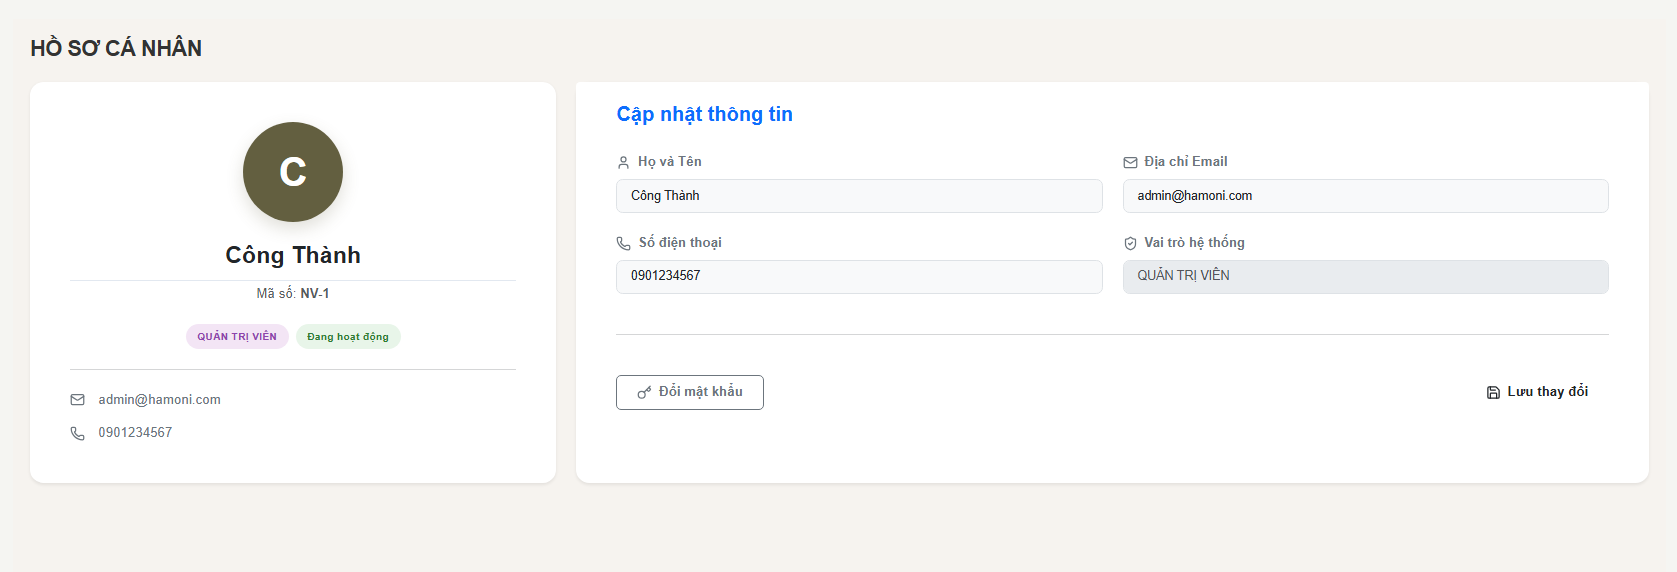 HỒ SƠ CÁ NHÂN
C
Công Thành
Mã số: NV-1
QUẢN TRỊ VIÊN
Đang hoạt động
admin@hamoni.com
0901234567
Cập nhật thông tin
Họ và Tên
Công Thành
Địa chỉ Email
admin@hamoni.com
Số điện thoại
0901234567
Vai trò hệ thống
QUẢN TRỊ VIÊN
Đổi mật khẩu
Lưu thay đổi